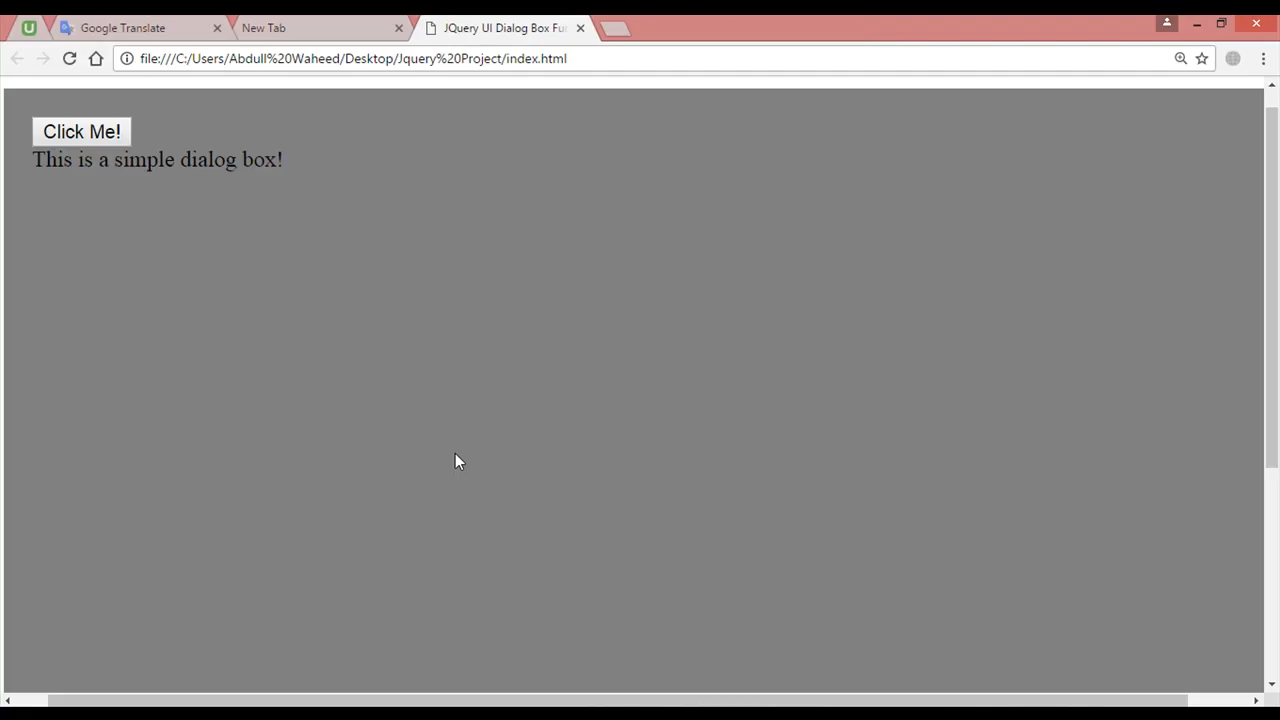 Google Translate
New Tab
JQuery UI Dialog Box Fu
file:///C:/Users/Abdull%20Waheed/Desktop/Jquery%20Project/index.html
Click Me!
This is a simple dialog box!